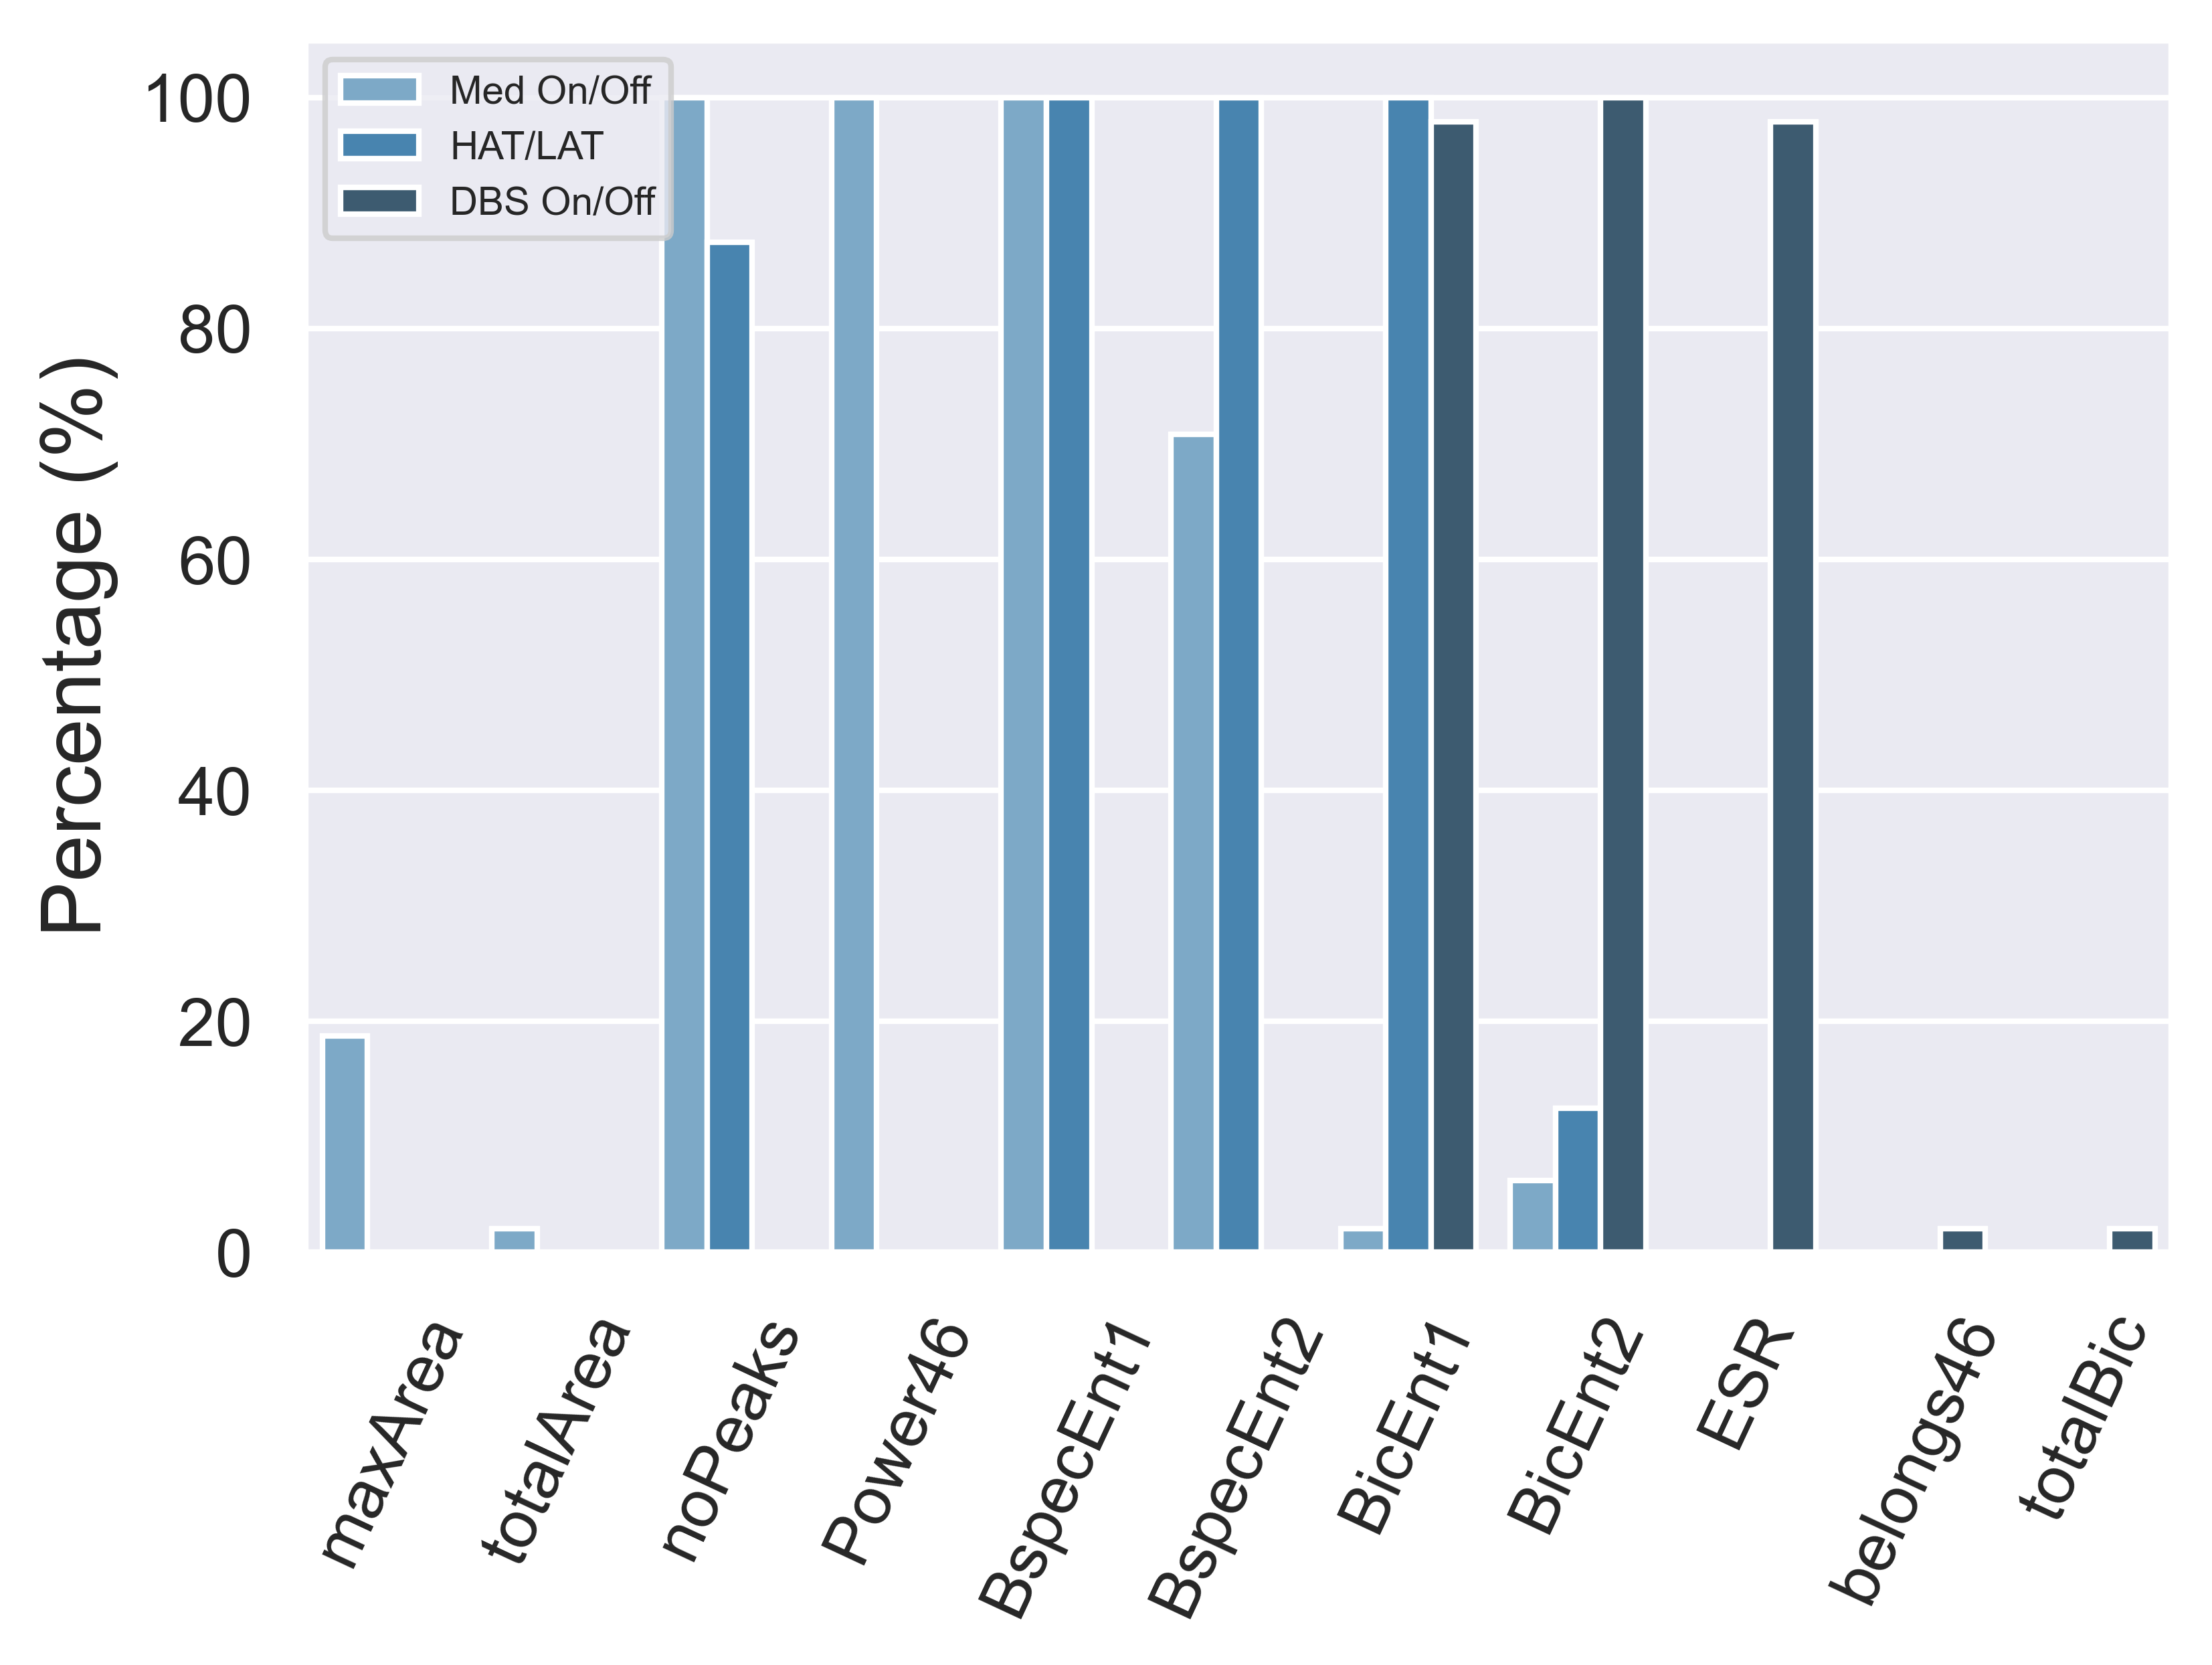 Percentage (%)
100
80
60
40
20
0
Med On/Off
HAT/LAT
DBS On/Off
maxArea
totalArea
noPeaks
Power46
BspecEnt1
BspecEnt2
BicEnt1
BicEnt2
ESR
belongs46
totalBic